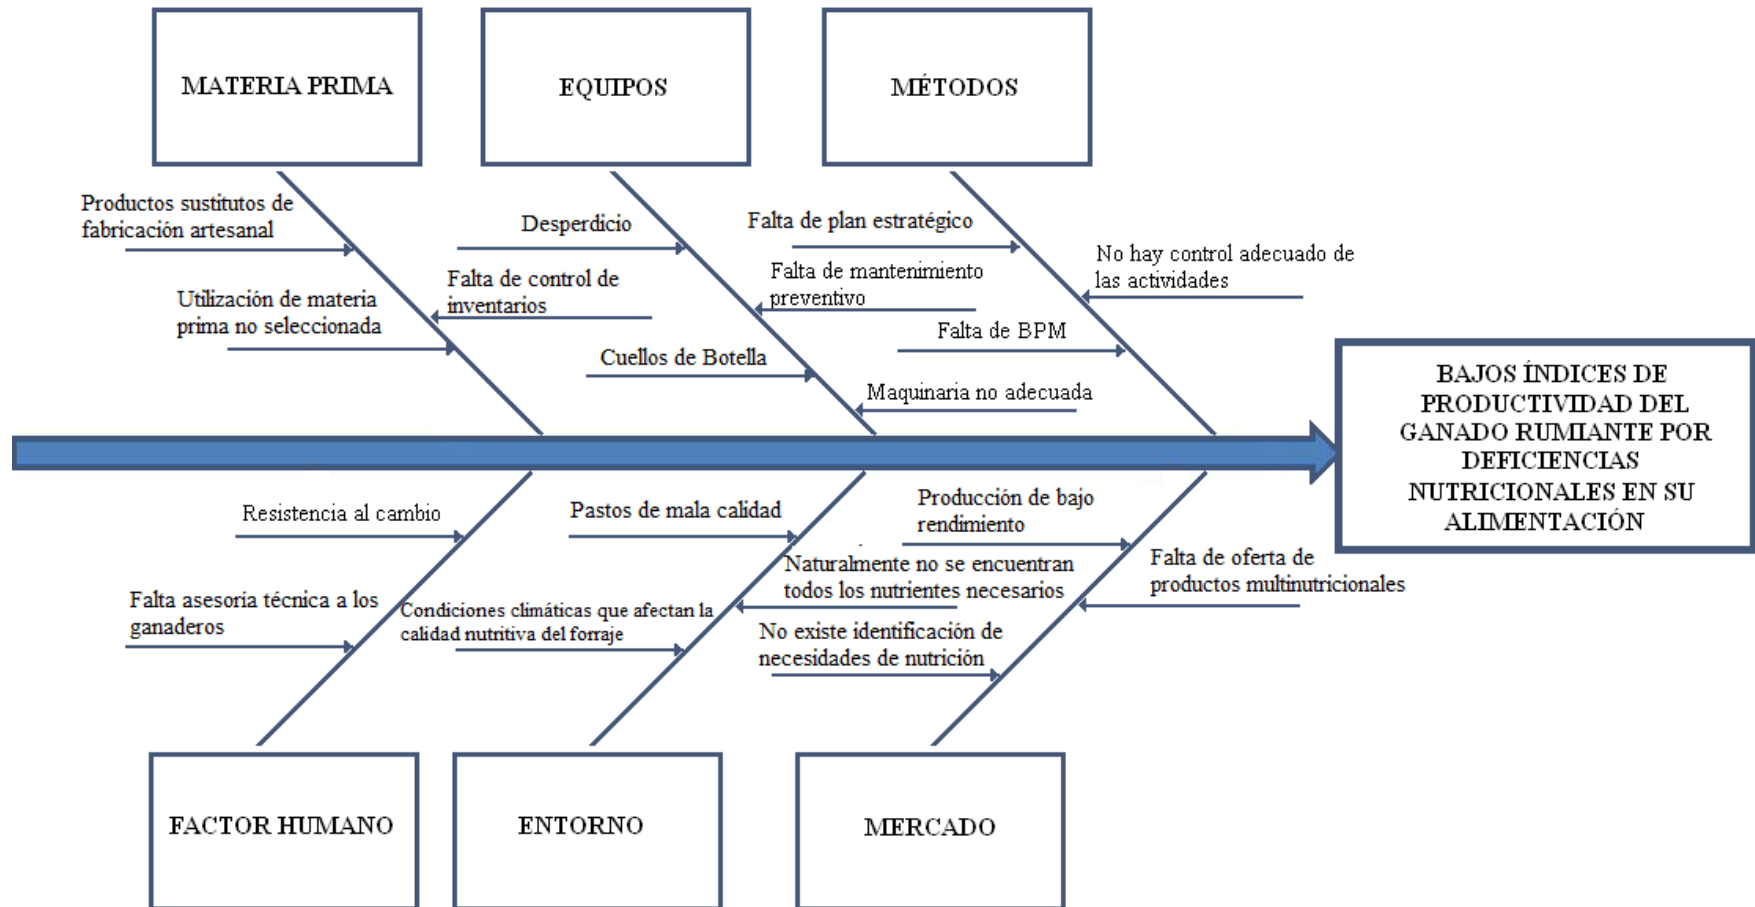 MATERIA PRIMA
EQUIPOS
MÉTODOS
Productos sustitutos de
fabricación artesanal
Desperdicio
Falta de plan estratégico
No hay control adecuado de
las actividades
Falta de control de
inventarios
Falta de mantenimiento
preventivo
Utilización de materia
prima no seleccionada
Falta de BPM
Cuellos de Botella
Maquinaria no adecuada
BAJOS ÍNDICES DE
PRODUCTIVIDAD DEL
GANADO RUMIANTE POR
DEFICIENCIAS
NUTRICIONALES EN SU
ALIMENTACIÓN
Resistencia al cambio
Pastos de mala calidad
Producción de bajo
rendimiento
Naturalmente no se encuentran
todos los nutrientes necesarios
Falta de oferta de
productos multinutricionales
Falta asesoría técnica a los
ganaderos
Condiciones climáticas que afectan la
calidad nutritiva del forraje
No existe identificación de
necesidades de nutrición
FACTOR HUMANO
ENTORNO
MERCADO